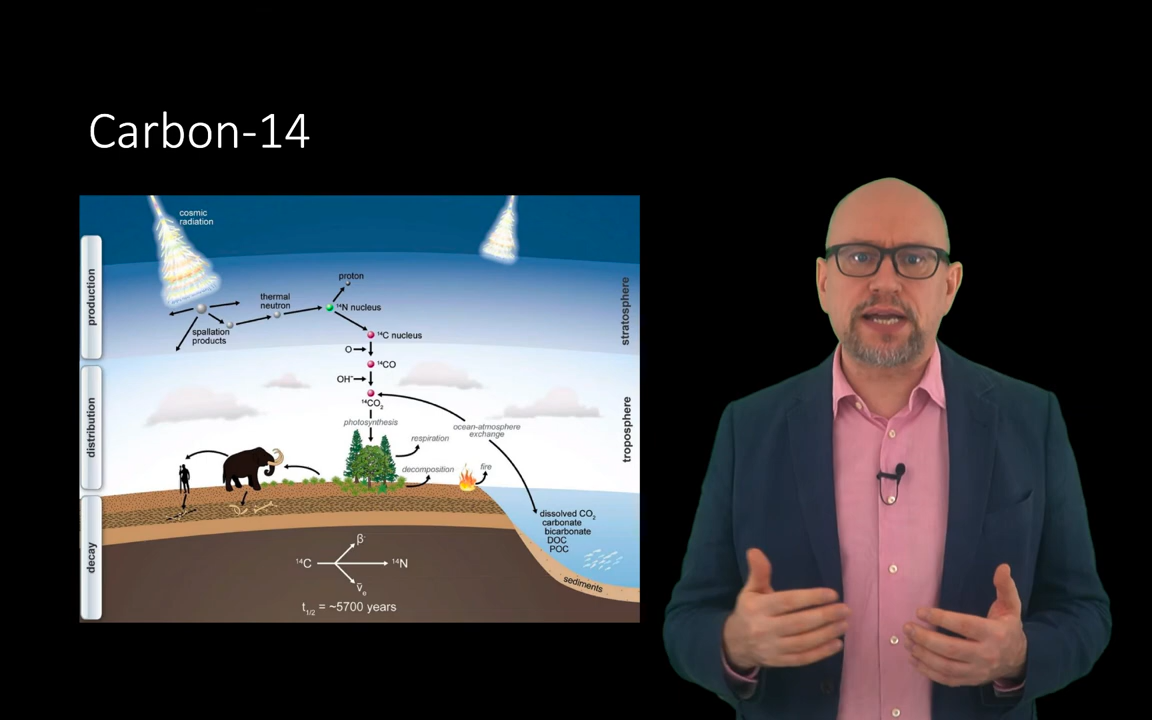 Carbon-14
cosmic
radiation
production
proton
thermal
neutron
¹⁴N nucleus
spallation
products
¹⁴C nucleus
stratosphere
O
¹⁴CO
OH⁻
¹⁴CO₂
distribution
photosynthesis
ocean-atmosphere
exchange
troposphere
respiration
decomposition
fire
dissolved CO₂
carbonate
bicarbonate
DOC
POC
sediments
decay
β⁻
¹⁴C
¹⁴N
ν̅ₑ
t₁/₂ = ~5700 years